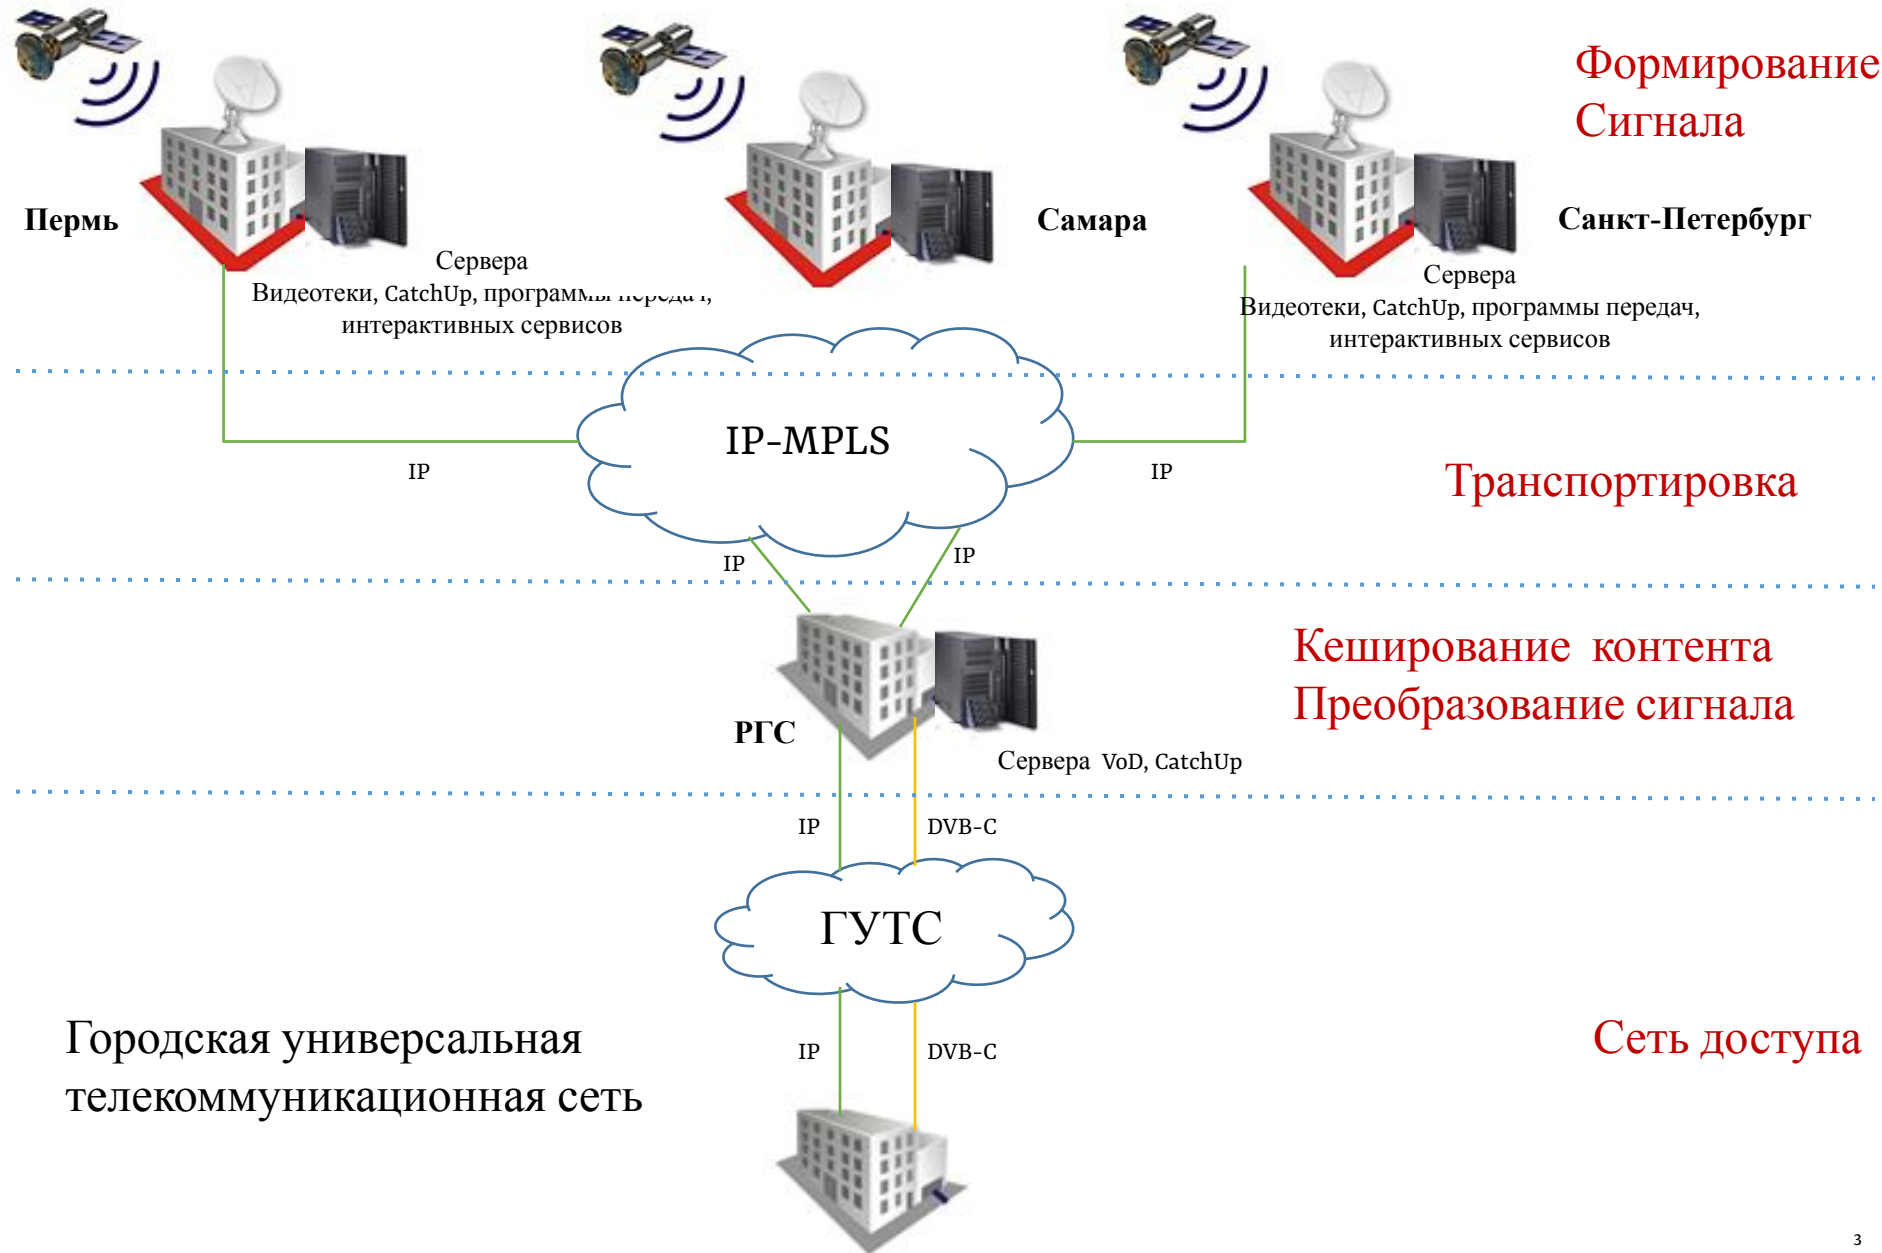 Формирование
Сигнала
Пермь
Самара
Санкт-Петербург
Сервера
Видеотеки, CatchUp, программы передач,
интерактивных сервисов
Сервера
Видеотеки, CatchUp, программы передач,
интерактивных сервисов
IP-MPLS
IP
IP
Транспортировка
IP
IP
Кеширование контента
Преобразование сигнала
РГС
Сервера VoD, CatchUp
IP
DVB-C
ГУТС
Городская универсальная
телекоммуникационная сеть
IP
DVB-C
Сеть доступа
3